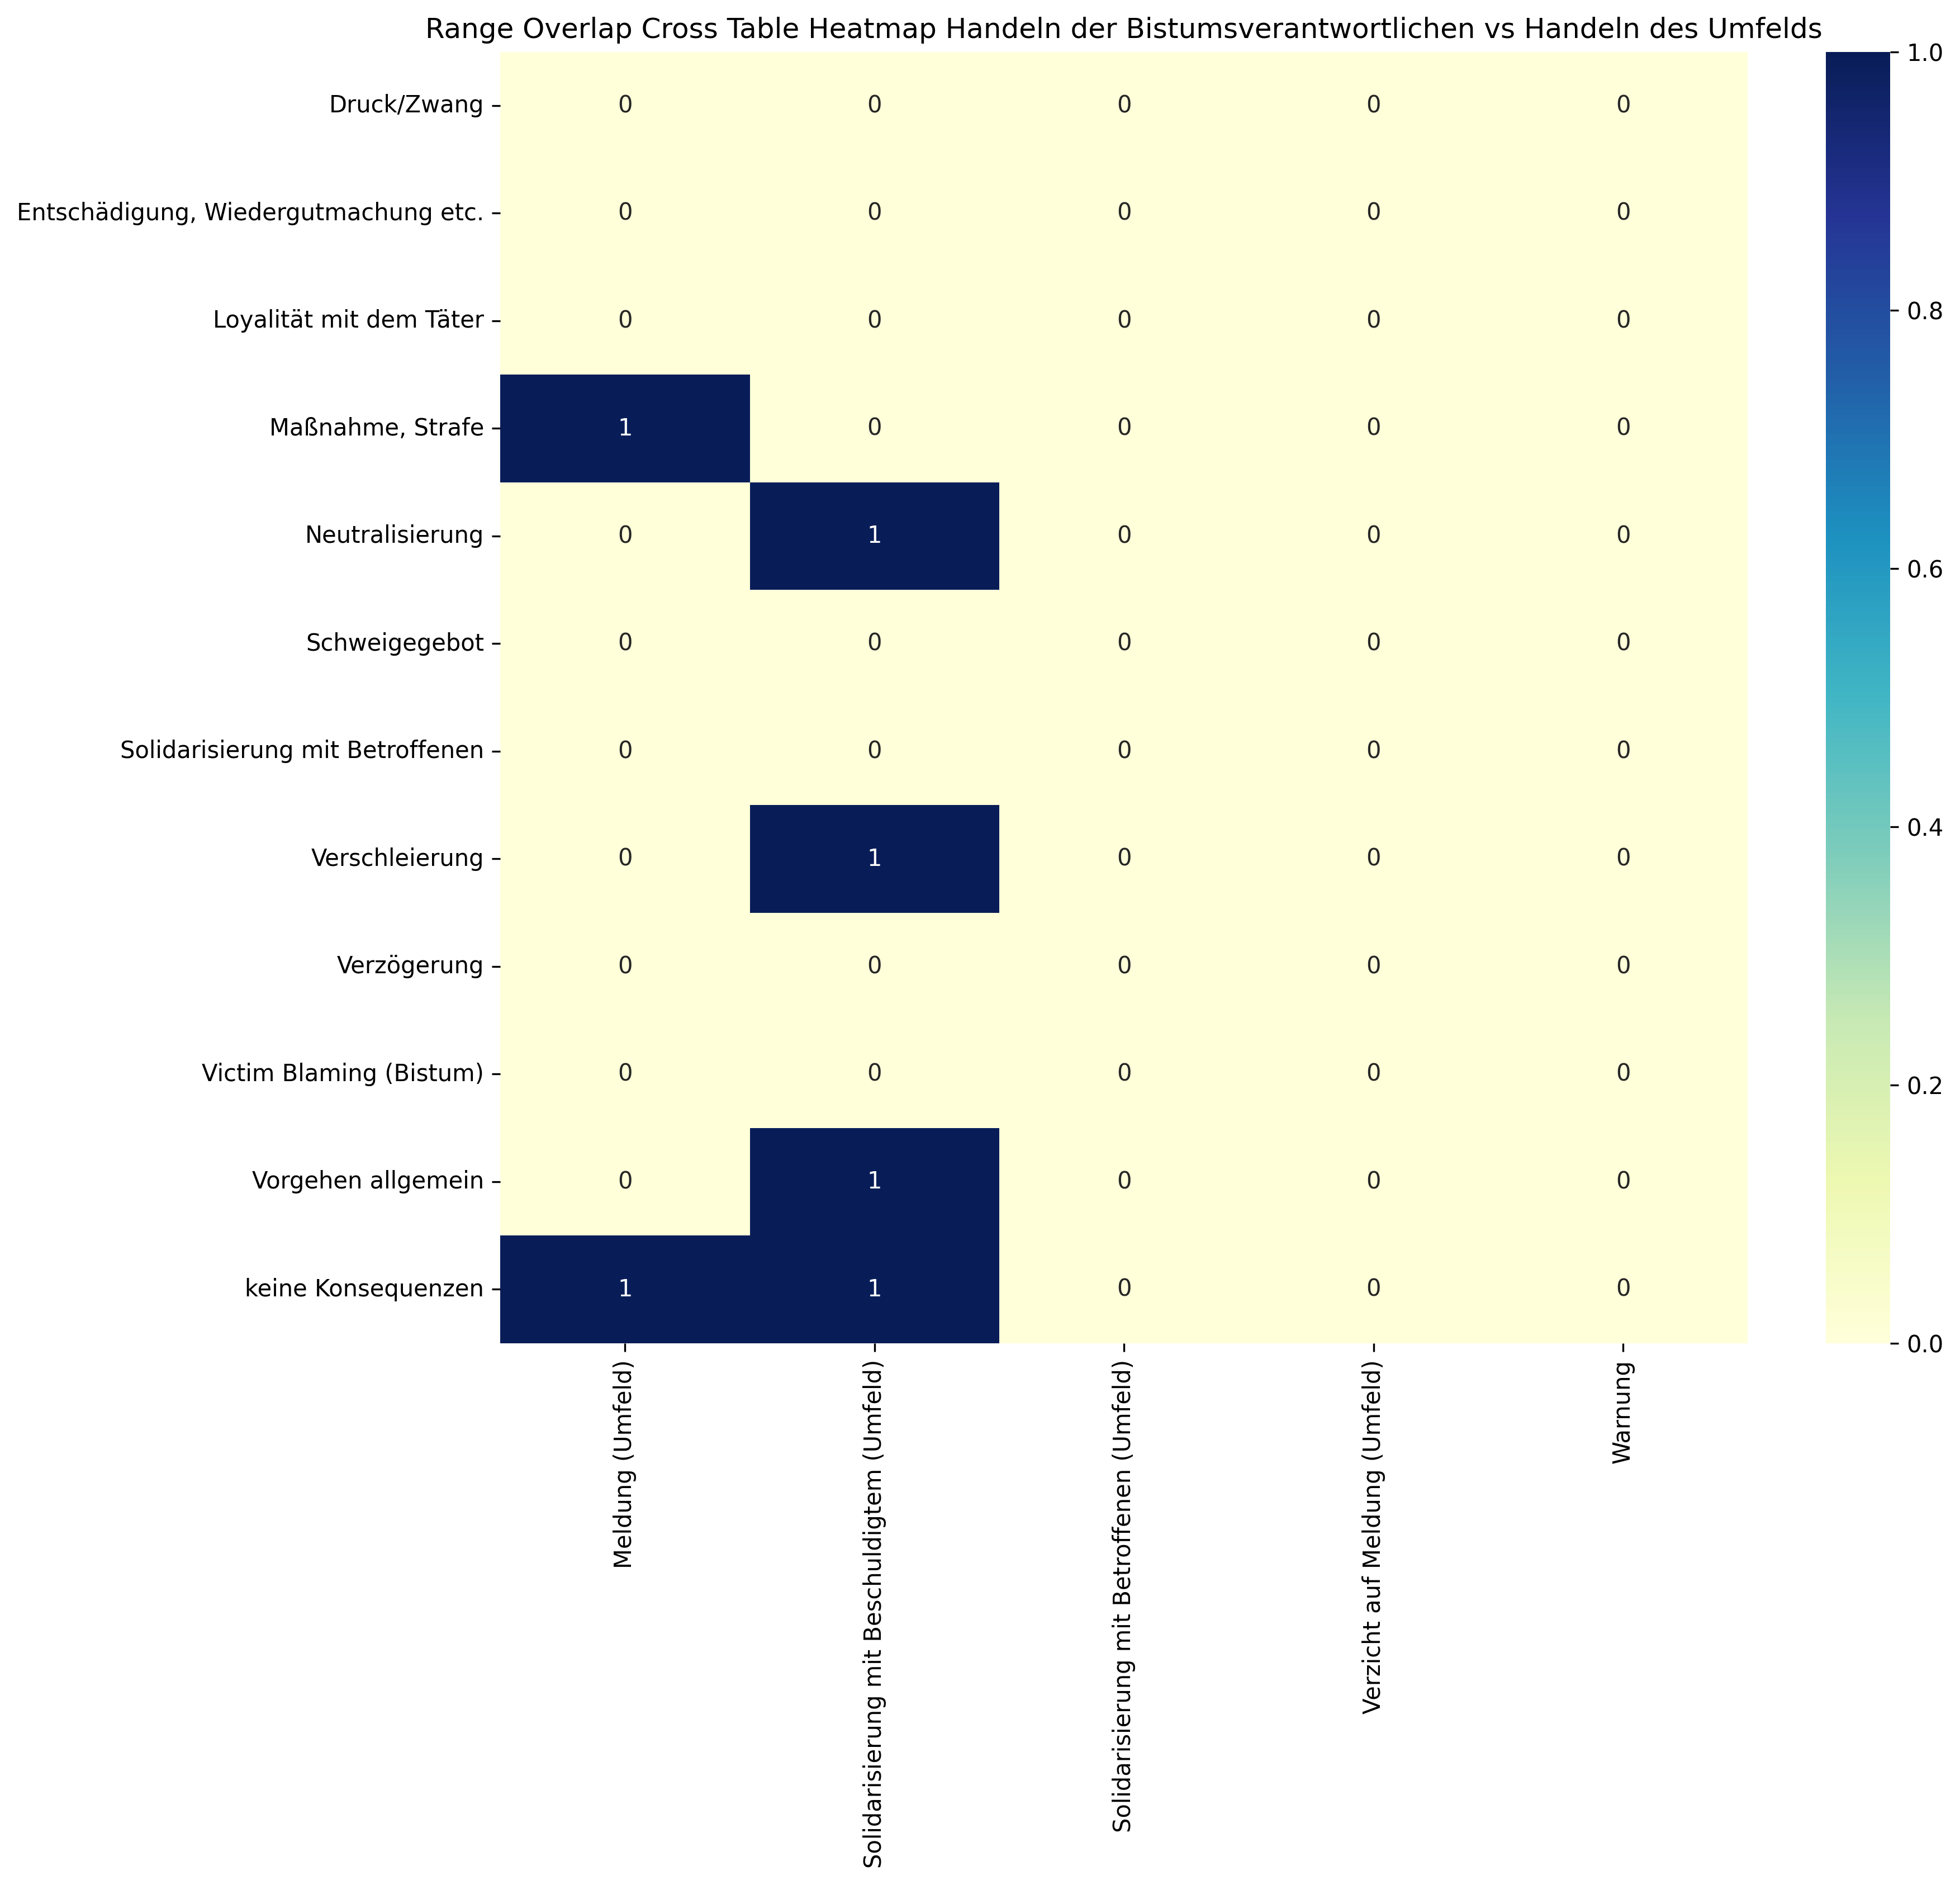 Range Overlap Cross Table Heatmap Handeln der Bistumsverantwortlichen vs Handeln des Umfelds
Druck/Zwang 0 0 0 0 0
Entschädigung, Wiedergutmachung etc. 0 0 0 0 0
Loyalität mit dem Täter 0 0 0 0 0
Maßnahme, Strafe 1 0 0 0 0
Neutralisierung 0 1 0 0 0
Schweigegebot 0 0 0 0 0
Solidarisierung mit Betroffenen 0 0 0 0 0
Verschleierung 0 1 0 0 0
Verzögerung 0 0 0 0 0
Victim Blaming (Bistum) 0 0 0 0 0
Vorgehen allgemein 0 1 0 0 0
keine Konsequenzen 1 1 0 0 0
Meldung (Umfeld)
Solidarisierung mit Beschuldigtem (Umfeld)
Solidarisierung mit Betroffenen (Umfeld)
Verzicht auf Meldung (Umfeld)
Warnung
1.0
0.8
0.6
0.4
0.2
0.0